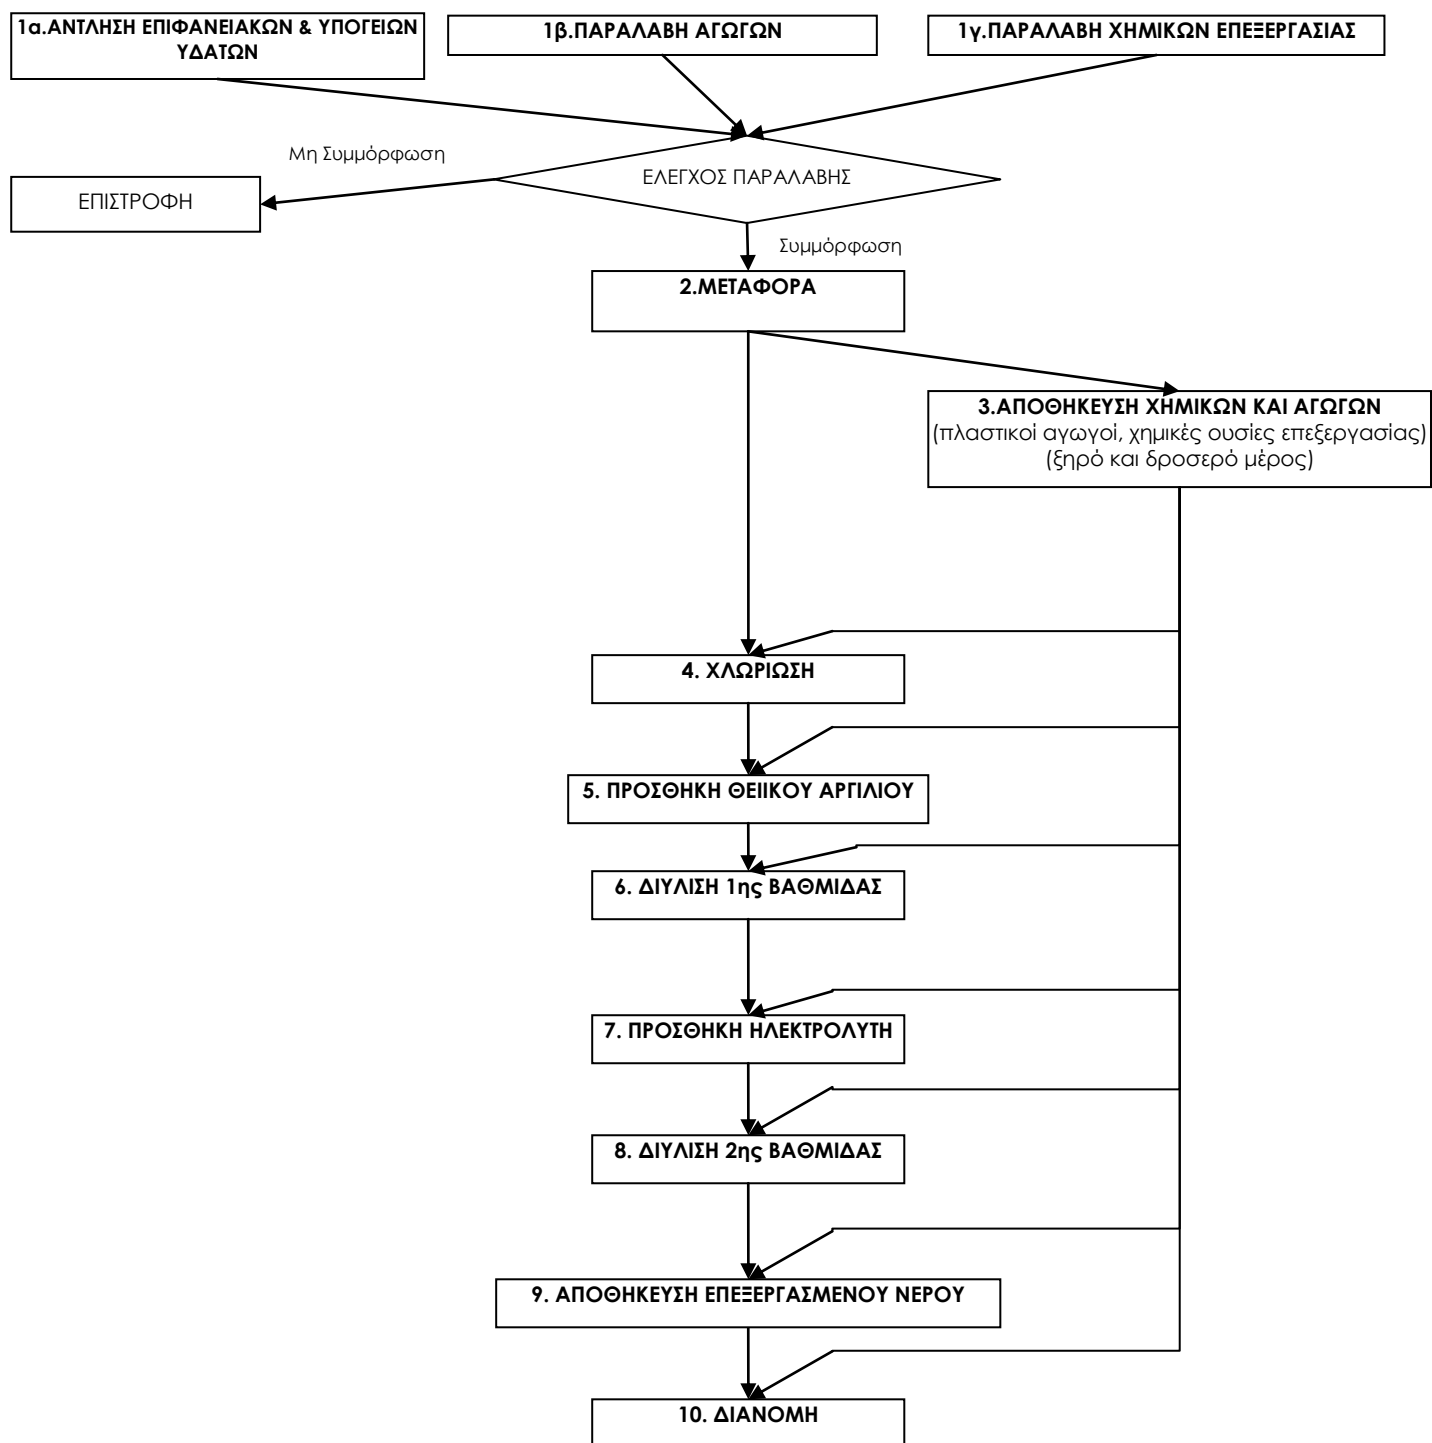 1α.ΑΝΤΛΗΣΗ ΕΠΙΦΑΝΕΙΑΚΩΝ & ΥΠΟΓΕΙΩΝ
ΥΔΑΤΩΝ
1β.ΠΑΡΑΛΑΒΗ ΑΓΩΓΩΝ
1γ.ΠΑΡΑΛΑΒΗ ΧΗΜΙΚΩΝ ΕΠΕΞΕΡΓΑΣΙΑΣ
Μη Συμμόρφωση
ΕΛΕΓΧΟΣ ΠΑΡΑΛΑΒΗΣ
ΕΠΙΣΤΡΟΦΗ
Συμμόρφωση
2.ΜΕΤΑΦΟΡΑ
3.ΑΠΟΘΗΚΕΥΣΗ ΧΗΜΙΚΩΝ ΚΑΙ ΑΓΩΓΩΝ
(πλαστικοί αγωγοί, χημικές ουσίες επεξεργασίας)
(ξηρό και δροσερό μέρος)
4. ΧΛΩΡΙΩΣΗ
5. ΠΡΟΣΘΗΚΗ ΘΕΙΙΚΟΥ ΑΡΓΙΛΙΟΥ
6. ΔΙΥΛΙΣΗ 1ης ΒΑΘΜΙΔΑΣ
7. ΠΡΟΣΘΗΚΗ ΗΛΕΚΤΡΟΛΥΤΗ
8. ΔΙΥΛΙΣΗ 2ης ΒΑΘΜΙΔΑΣ
9. ΑΠΟΘΗΚΕΥΣΗ ΕΠΕΞΕΡΓΑΣΜΕΝΟΥ ΝΕΡΟΥ
10. ΔΙΑΝΟΜΗ